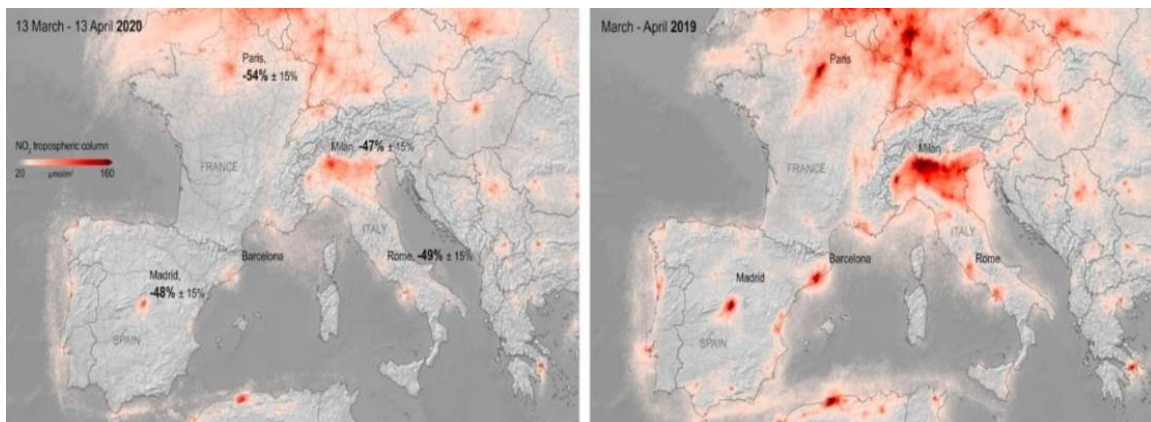 13 March - 13 April 2020
Paris,
-54% ± 15%
NO₂ tropospheric column
20 µmol/m² 160
Milan, -47% ± 15%
FRANCE
ITALY
Barcelona
Rome, -49% ± 15%
Madrid,
-48% ± 15%
SPAIN
March - April 2019
Paris
Milan
FRANCE
ITALY
Barcelona
Rome
Madrid
SPAIN